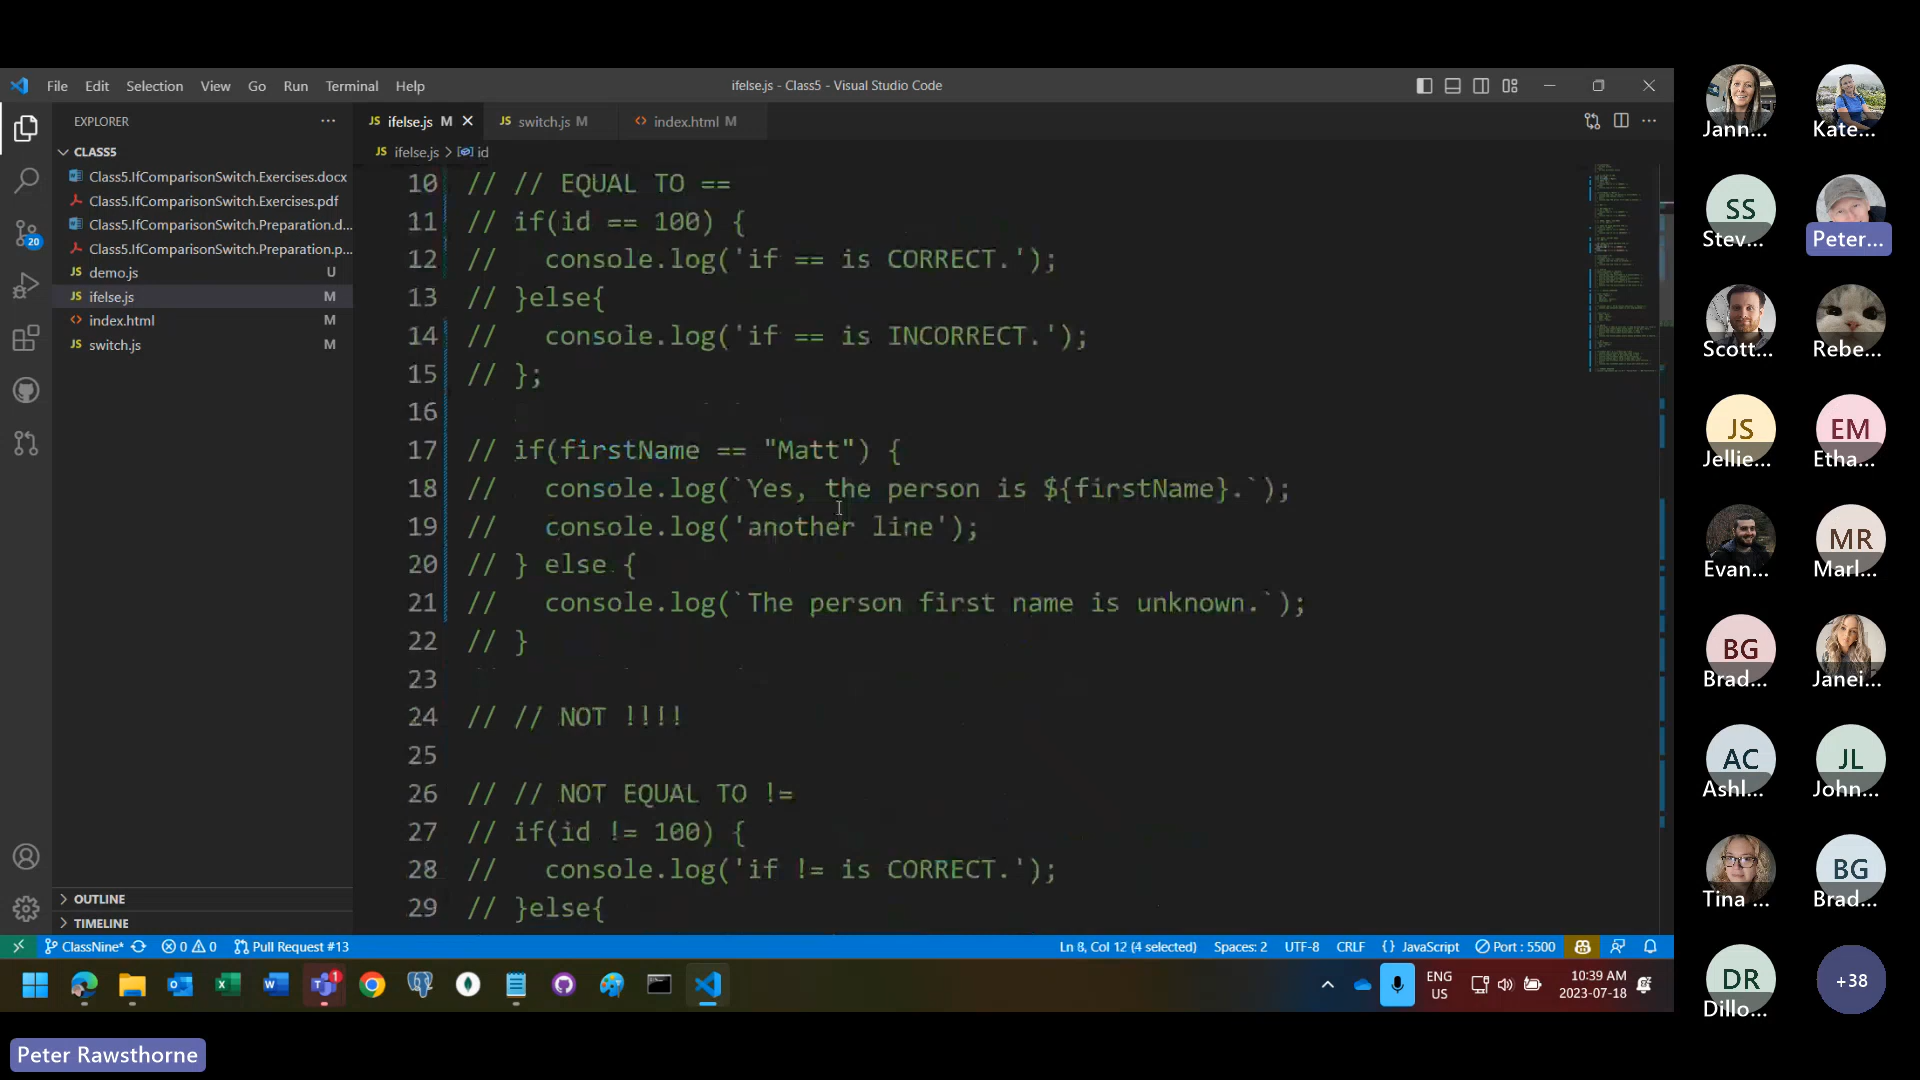 File Edit Selection View Go Run Terminal Help
ifelse.js - Class5 - Visual Studio Code
EXPLORER
JS ifelse.js M
JS switch.js M
index.html M
JS ifelse.js > id
CLASS5
Class5.IfComparisonSwitch.Exercises.docx
Class5.IfComparisonSwitch.Exercises.pdf
Class5.IfComparisonSwitch.Preparation.d...
Class5.IfComparisonSwitch.Preparation.p...
JS demo.js U
JS ifelse.js M
index.html M
JS switch.js M
20
OUTLINE
TIMELINE
10 // // EQUAL TO ==
11 // if(id == 100) {
12 //   console.log('if == is CORRECT.');
13 // }else{
14 //   console.log('if == is INCORRECT.');
15 // };
16
17 // if(firstName == "Matt") {
18 //   console.log(`Yes, the person is ${firstName}.`);
19 //   console.log('another line');
20 // } else {
21 //   console.log(`The person first name is unknown.`);
22 // }
23
24 // // NOT !!!!
25
26 // // NOT EQUAL TO !=
27 // if(id != 100) {
28 //   console.log('if != is CORRECT.');
29 // }else{
ClassNine* 0 0 Pull Request #13
Ln 8, Col 12 (4 selected) Spaces: 2 UTF-8 CRLF {} JavaScript Port : 5500
1
ENG
US
10:39 AM
2023-07-18
Jann...
Kate...
SS
Stev...
Peter...
Scott...
Rebe...
JS
Jellie...
EM
Etha...
Evan...
MR
Marl...
BG
Brad...
Janei...
AC
Ashl...
JL
John...
Tina ...
BG
Brad...
DR
Dillo...
+38
Peter Rawsthorne